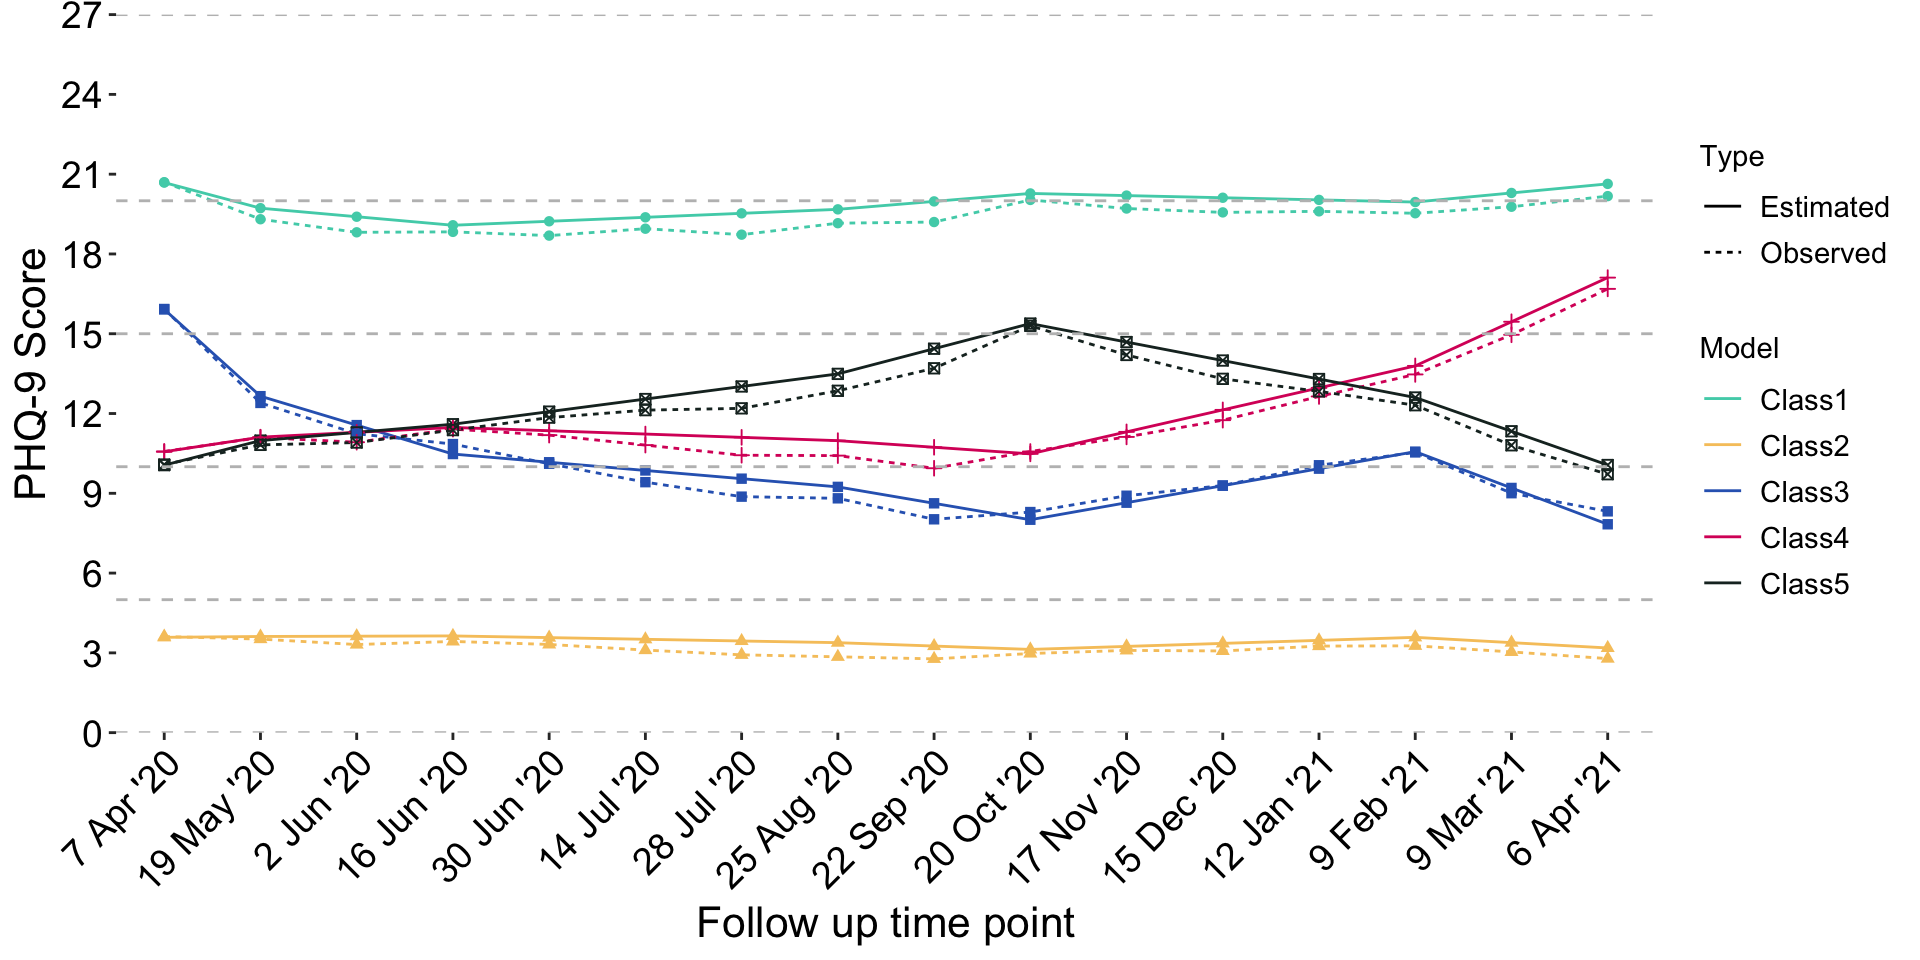 PHQ-9 Score
27
24
21
18
15
12
9
6
3
0
7 Apr '20
19 May '20
2 Jun '20
16 Jun '20
30 Jun '20
14 Jul '20
28 Jul '20
25 Aug '20
22 Sep '20
20 Oct '20
17 Nov '20
15 Dec '20
12 Jan '21
9 Feb '21
9 Mar '21
6 Apr '21
Follow up time point
Type
Estimated
Observed
Model
Class1
Class2
Class3
Class4
Class5